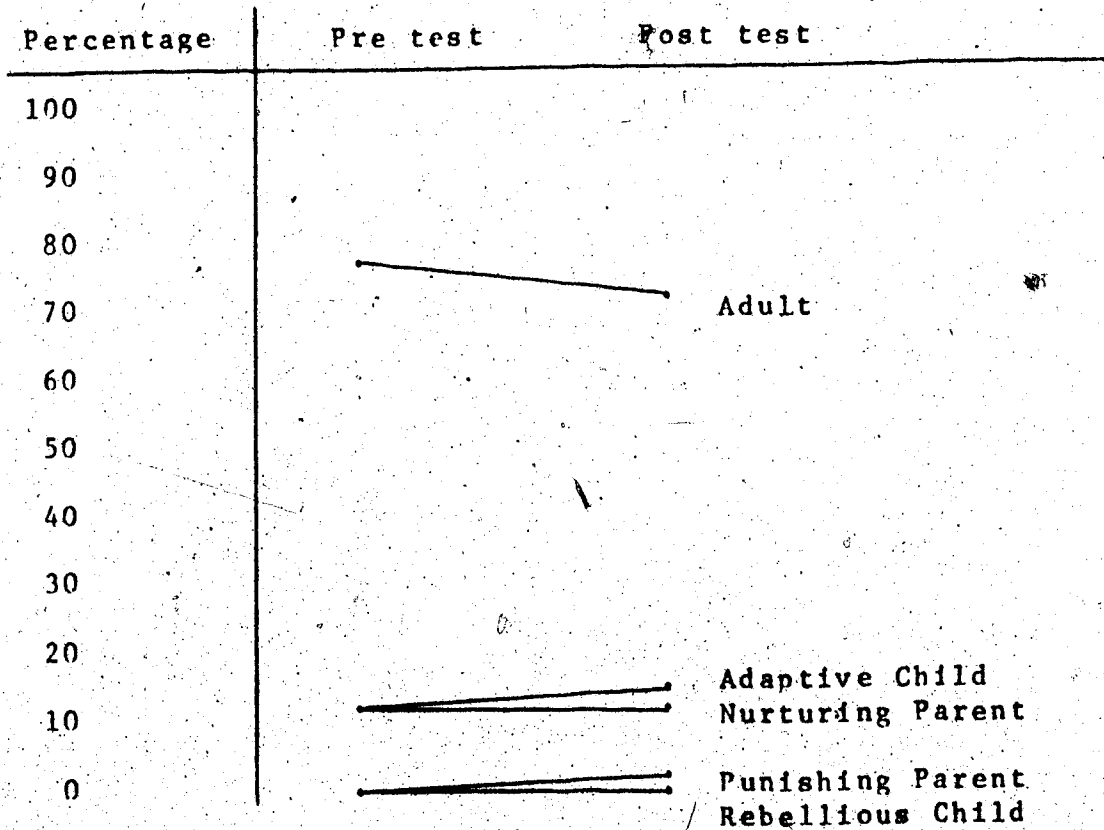 Percentage Pre test Post test
100
90
80
70 Adult
60
50
40
30
20
Adaptive Child
10 Nurturing Parent
0 Punishing Parent
Rebellious Child